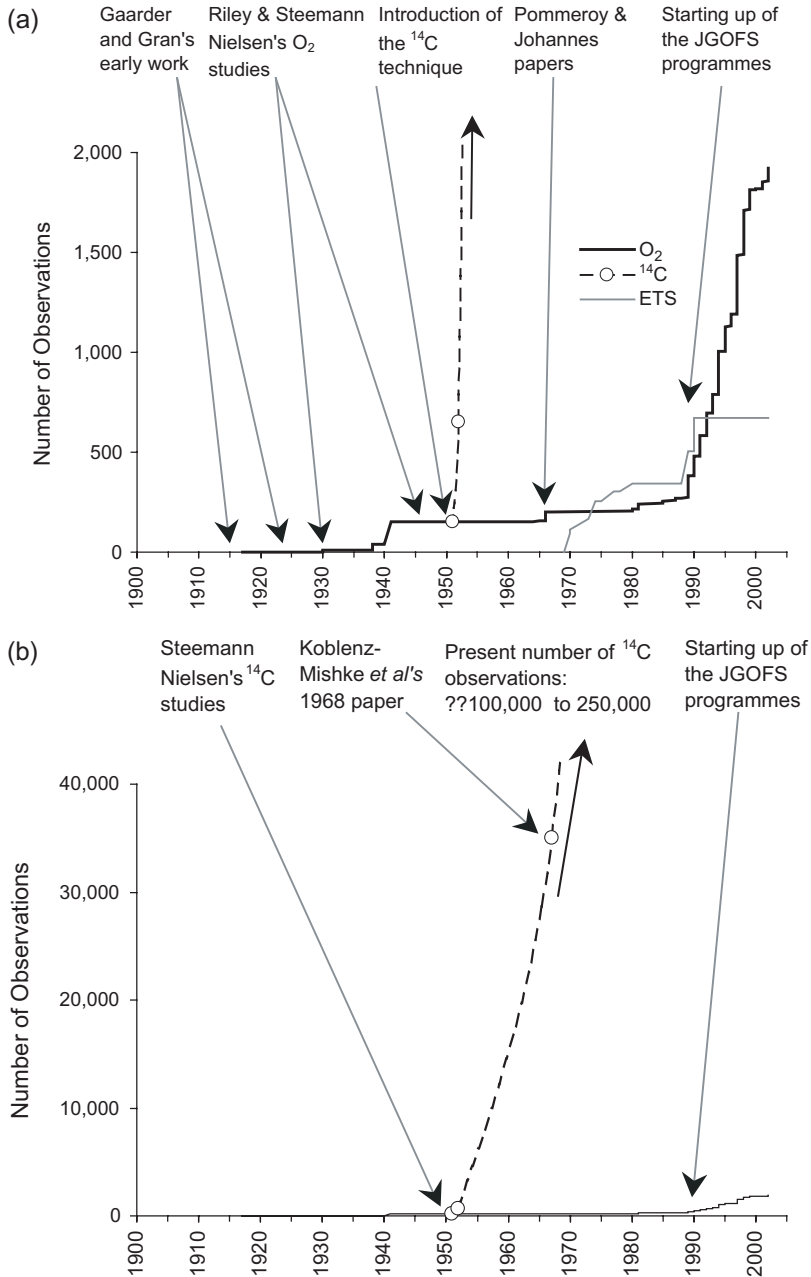 (a)
Gaarder
and Gran's
early work
Riley & Steemann
Nielsen's O₂
studies
Introduction of
the ¹⁴C
technique
Pommeroy &
Johannes
papers
Starting up of
the JGOFS
programmes
Number of Observations
2,000
1,500
1,000
500
0
O₂
¹⁴C
ETS
1900
1910
1920
1930
1940
1950
1960
1970
1980
1990
2000
(b)
Steemann
Nielsen's ¹⁴C
studies
Koblenz-
Mishke et al's
1968 paper
Present number of ¹⁴C
observations:
??100,000 to 250,000
Starting up of
the JGOFS
programmes
Number of Observations
40,000
30,000
20,000
10,000
0
1900
1910
1920
1930
1940
1950
1960
1970
1980
1990
2000